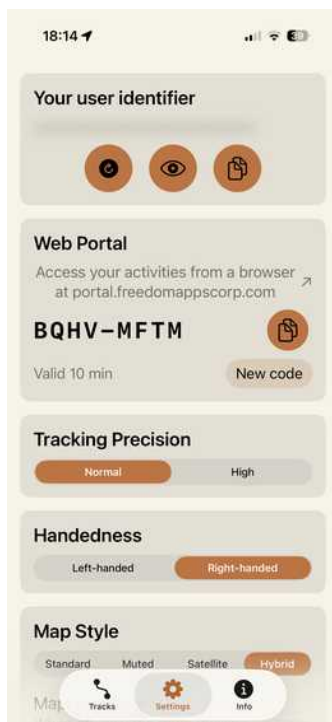 18:14
Your user identifier
Web Portal
Access your activities from a browser
at portal.freedomappscorp.com
BQHV-MFTM
Valid 10 min
New code
Tracking Precision
Normal
High
Handedness
Left-handed
Right-handed
Map Style
Standard
Muted
Satellite
Hybrid
Map
Tracks
Settings
Info